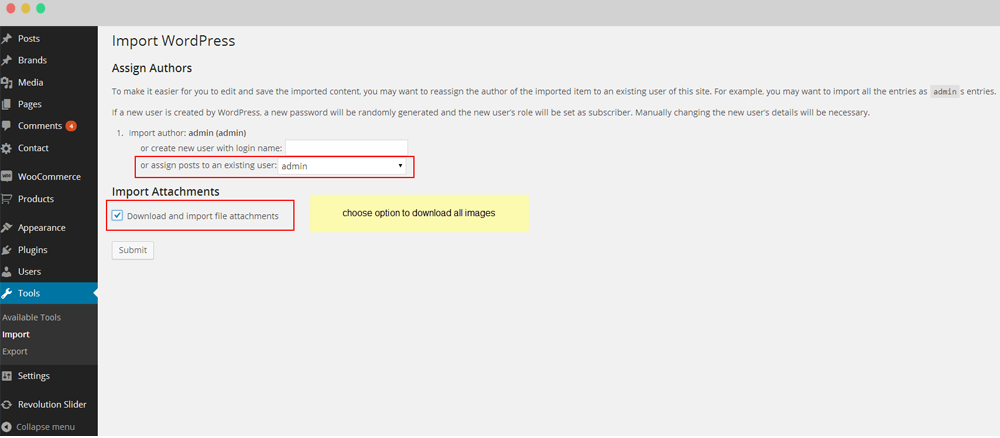 Import WordPress
Posts
Brands
Media
Pages
Comments 4
Contact
WOO WooCommerce
Products
Appearance
Plugins
Users
Tools
Available Tools
Import
Export
Settings
Revolution Slider
Collapse menu
Assign Authors
To make it easier for you to edit and save the imported content, you may want to reassign the author of the imported item to an existing user of this site. For example, you may want to import all the entries as admin s entries.
If a new user is created by WordPress, a new password will be randomly generated and the new user's role will be set as subscriber. Manually changing the new user's details will be necessary.
1. Import author: admin (admin)
or create new user with login name:
or assign posts to an existing user: admin
Import Attachments
Download and import file attachments
choose option to download all images
Submit